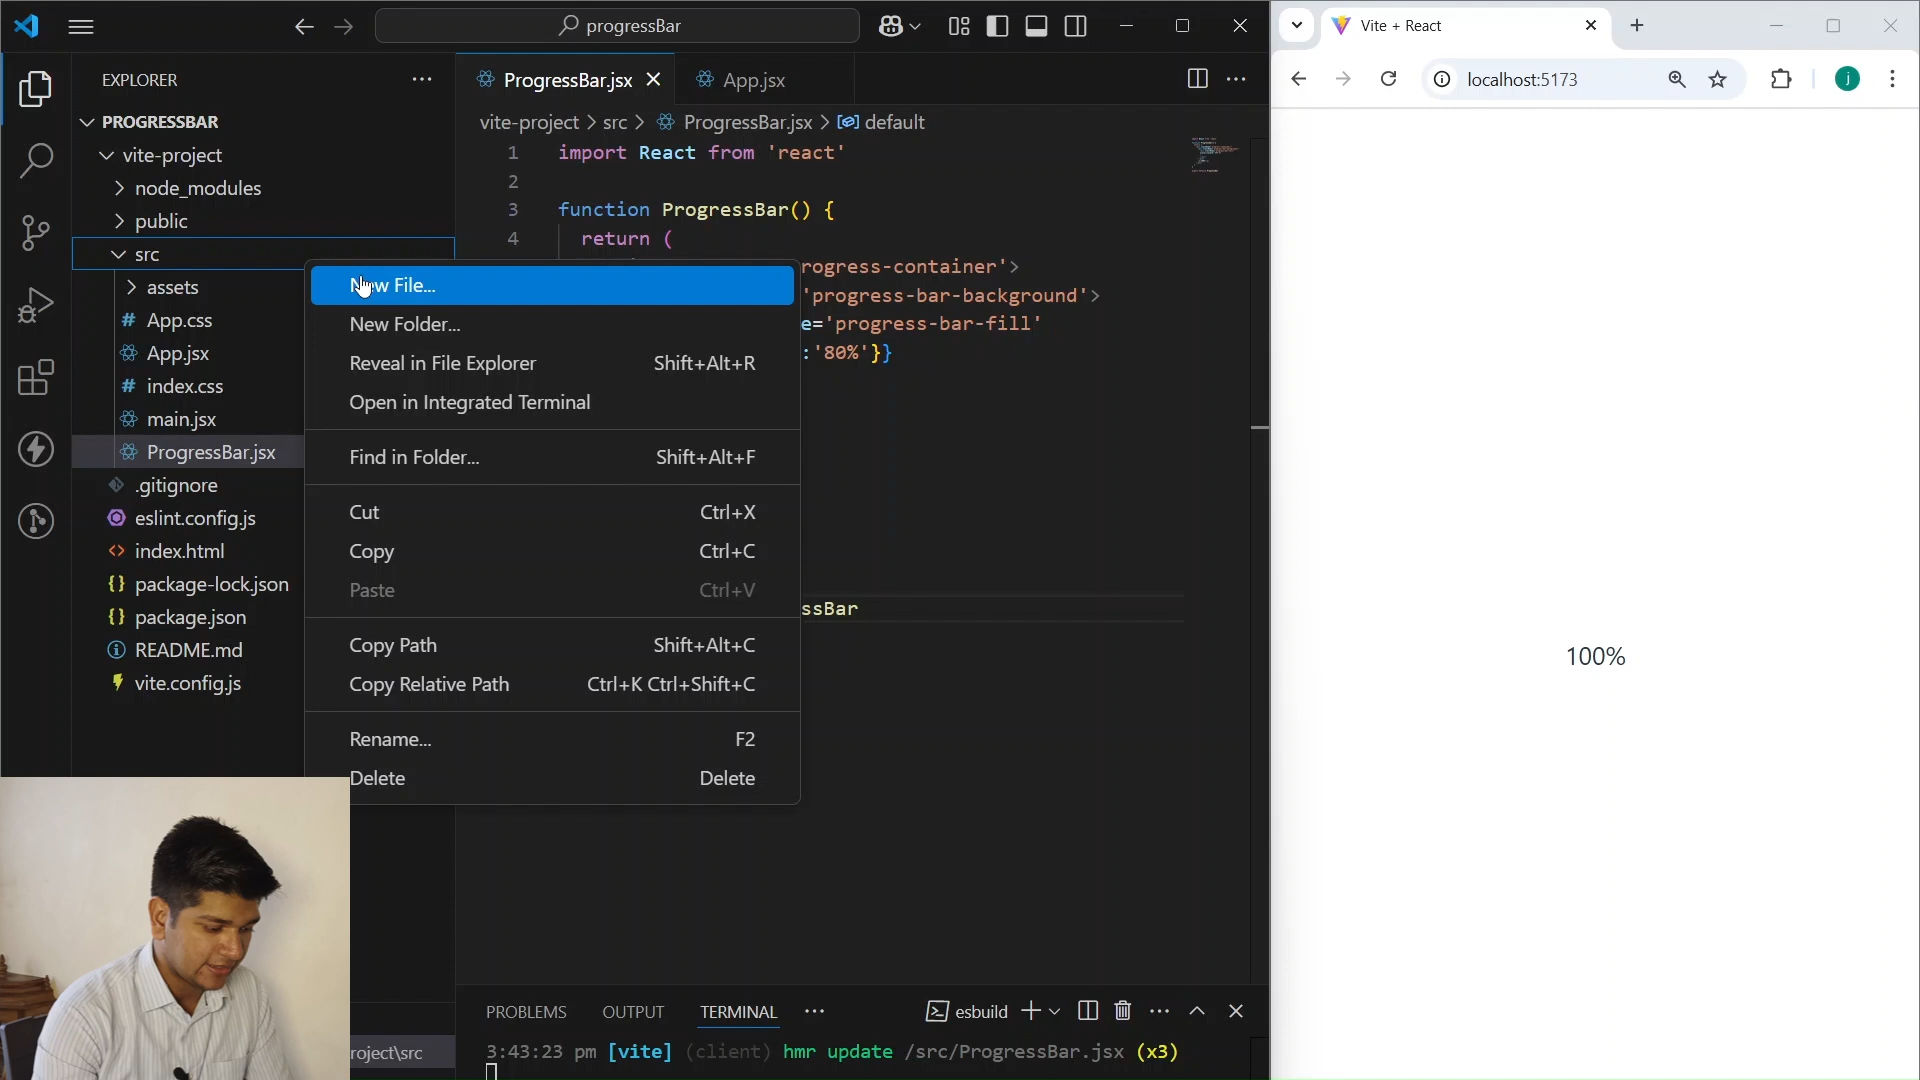 progressBar
Vite + React
EXPLORER
ProgressBar.jsx
App.jsx
localhost:5173
j
PROGRESSBAR
vite-project > src > ProgressBar.jsx > default
vite-project
node_modules
public
src
assets
App.css
App.jsx
index.css
main.jsx
ProgressBar.jsx
.gitignore
eslint.config.js
index.html
package-lock.json
package.json
README.md
vite.config.js
1 import React from 'react'
2
3 function ProgressBar() {
4 return (
rogress-container'>
'progress-bar-background'>
e='progress-bar-fill'
:'80%'}}
ssBar
New File...
New Folder...
Reveal in File Explorer Shift+Alt+R
Open in Integrated Terminal
Find in Folder... Shift+Alt+F
Cut Ctrl+X
Copy Ctrl+C
Paste Ctrl+V
Copy Path Shift+Alt+C
Copy Relative Path Ctrl+K Ctrl+Shift+C
Rename... F2
Delete Delete
100%
PROBLEMS OUTPUT TERMINAL
esbuild
roject\src
3:43:23 pm [vite] (client) hmr update /src/ProgressBar.jsx (x3)